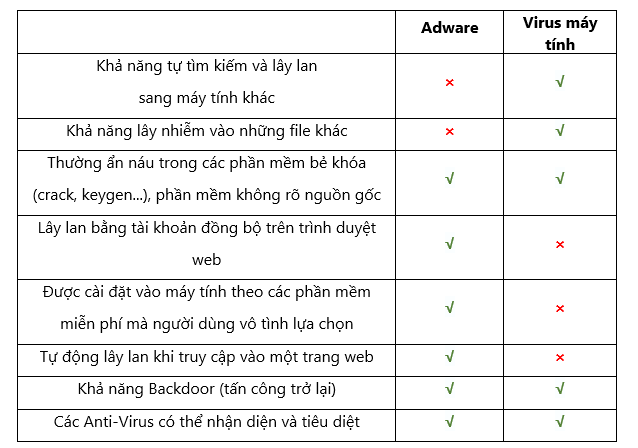 Adware
Virus máy
tính
Khả năng tự tìm kiếm và lây lan
sang máy tính khác
×
√
Khả năng lây nhiễm vào những file khác
×
√
Thường ẩn náu trong các phần mềm bẻ khóa
(crack, keygen...), phần mềm không rõ nguồn gốc
√
√
Lây lan bằng tài khoản đồng bộ trên trình duyệt
web
√
×
Được cài đặt vào máy tính theo các phần mềm
miễn phí mà người dùng vô tình lựa chọn
√
×
Tự động lây lan khi truy cập vào một trang web
√
×
Khả năng Backdoor (tấn công trở lại)
√
√
Các Anti-Virus có thể nhận diện và tiêu diệt
√
√